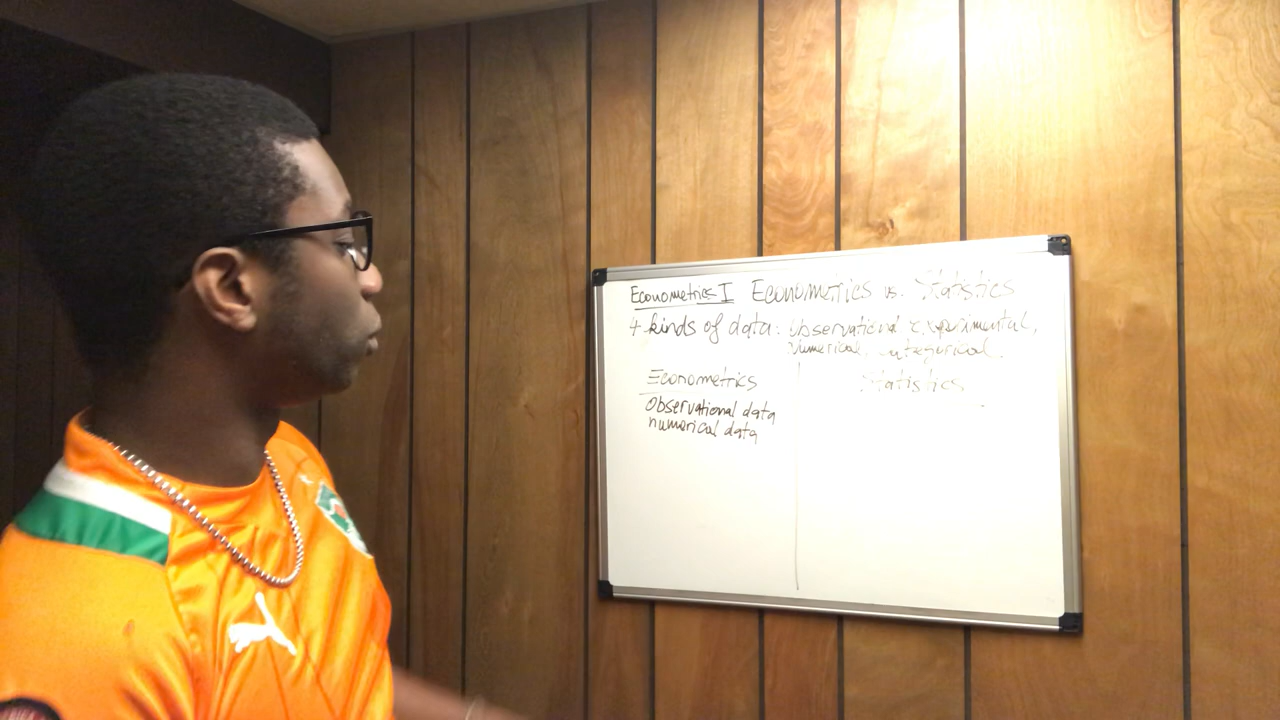 Econometrics I Econometrics vs. Statistics
4 kinds of data: Observational experimental,
numerical, categorical
Econometrics
Statistics
Observational data
numerical data